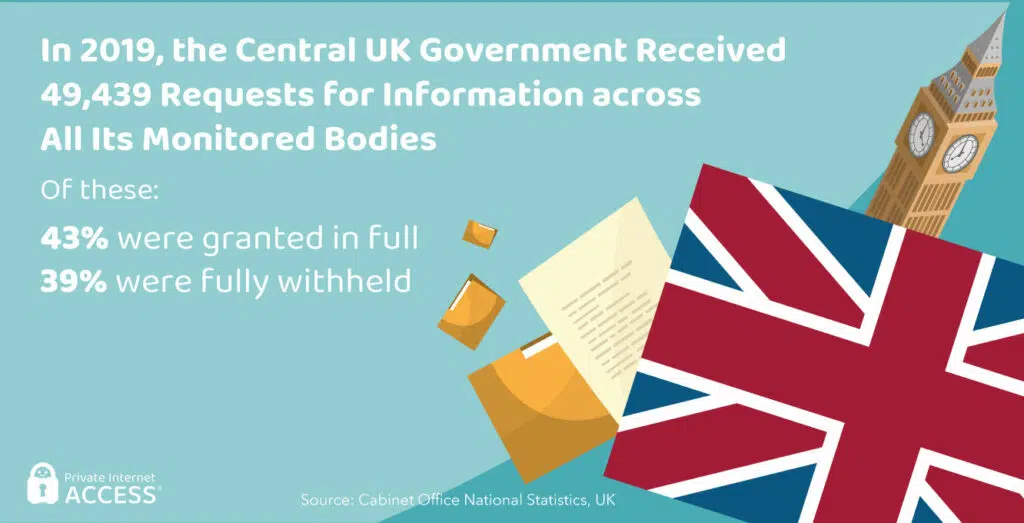 In 2019, the Central UK Government Received
49,439 Requests for Information across
All Its Monitored Bodies
Of these:
43% were granted in full
39% were fully withheld
Private Internet
ACCESS®
Source: Cabinet Office National Statistics, UK